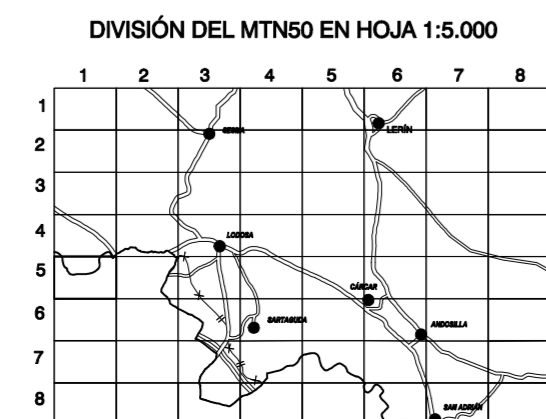 DIVISIÓN DEL MTN50 EN HOJA 1:5.000
1 2 3 4 5 6 7 8
1
LERÍN
2
SESMA
3
4
LODOSA
5
CÁRCAR
6
SARTAGUDA
ANDOSILLA
7
8
SAN ADRIÁN